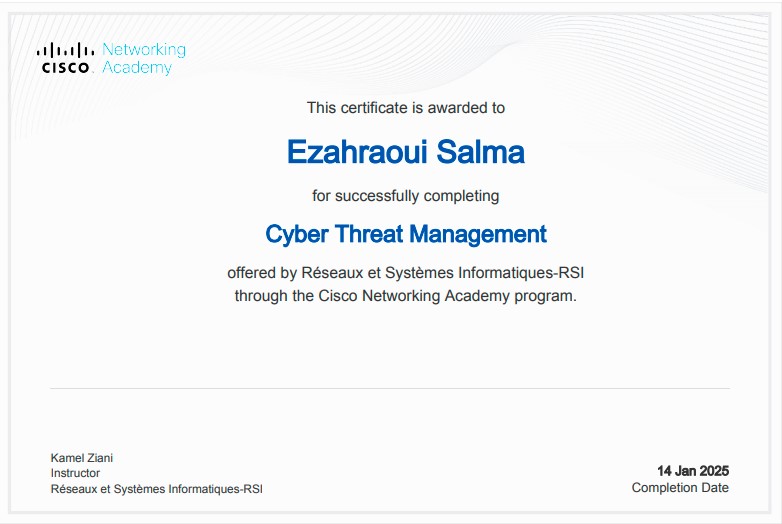 Networking
CISCO Academy
This certificate is awarded to
Ezahraoui Salma
for successfully completing
Cyber Threat Management
offered by Réseaux et Systèmes Informatiques-RSI
through the Cisco Networking Academy program.
Kamel Ziani
Instructor
Réseaux et Systèmes Informatiques-RSI
14 Jan 2025
Completion Date